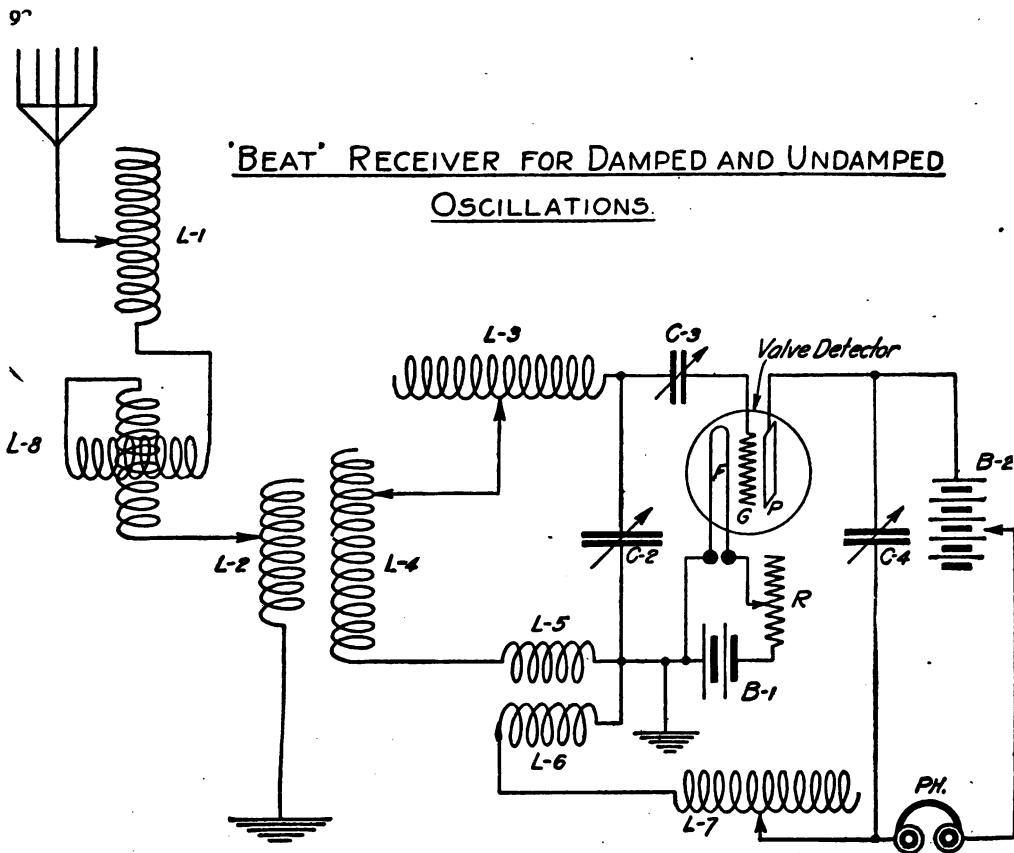 'BEAT' RECEIVER FOR DAMPED AND UNDAMPED
OSCILLATIONS.
L-1
L-3
C-3
Valve Detector
L-8
B-2
F
G
P
L-2
L-4
C-2
C-4
R
L-5
B-1
L-6
L-7
PH.